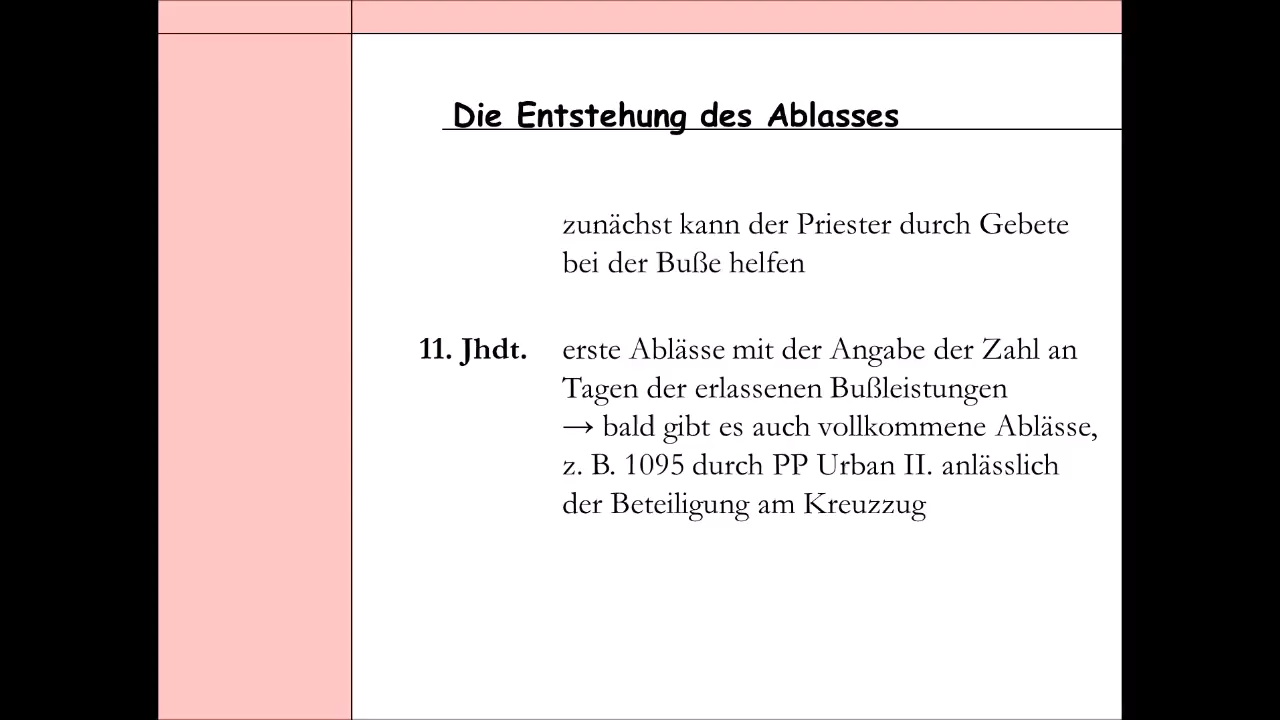 Die Entstehung des Ablasses
zunächst kann der Priester durch Gebete
bei der Buße helfen
11. Jhdt. erste Ablässe mit der Angabe der Zahl an
Tagen der erlassenen Bußleistungen
→ bald gibt es auch vollkommene Ablässe,
z. B. 1095 durch PP Urban II. anlässlich
der Beteiligung am Kreuzzug